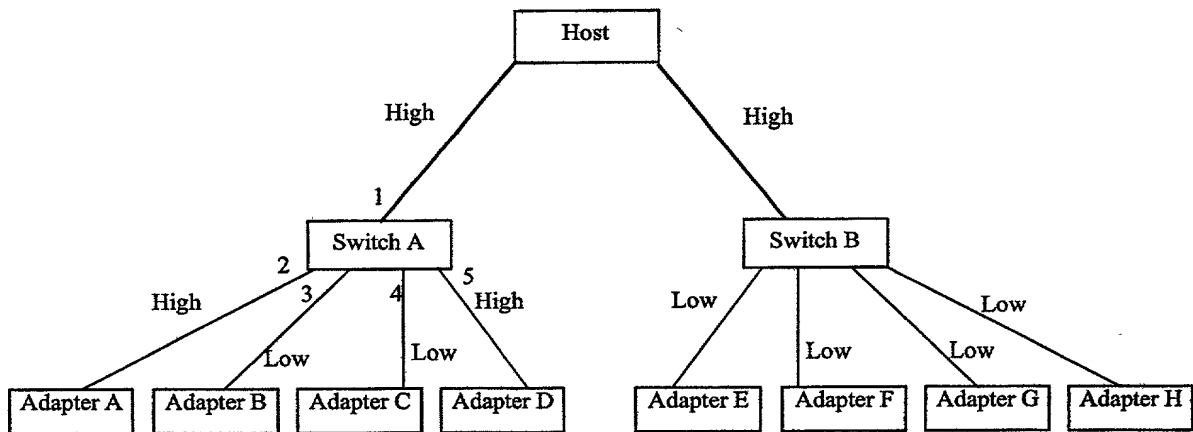 Host
High
High
1
Switch A
Switch B
2
3
4
5
High
Low
Low
High
Low
Low
Low
Low
Adapter A
Adapter B
Adapter C
Adapter D
Adapter E
Adapter F
Adapter G
Adapter H